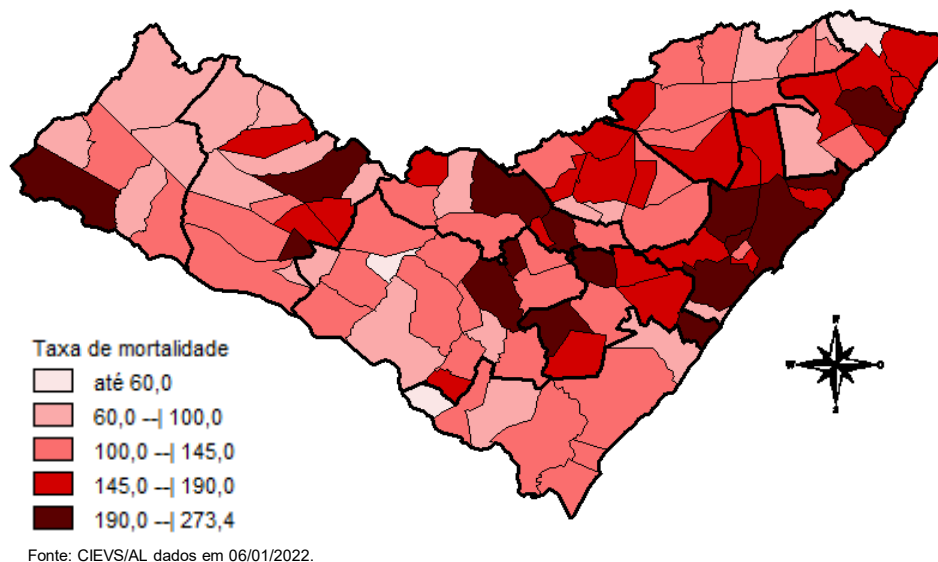 Taxa de mortalidade
até 60,0
60,0 --| 100,0
100,0 --| 145,0
145,0 --| 190,0
190,0 --| 273,4
N
W
O
S
Fonte: CIEVS/AL dados em 06/01/2022.